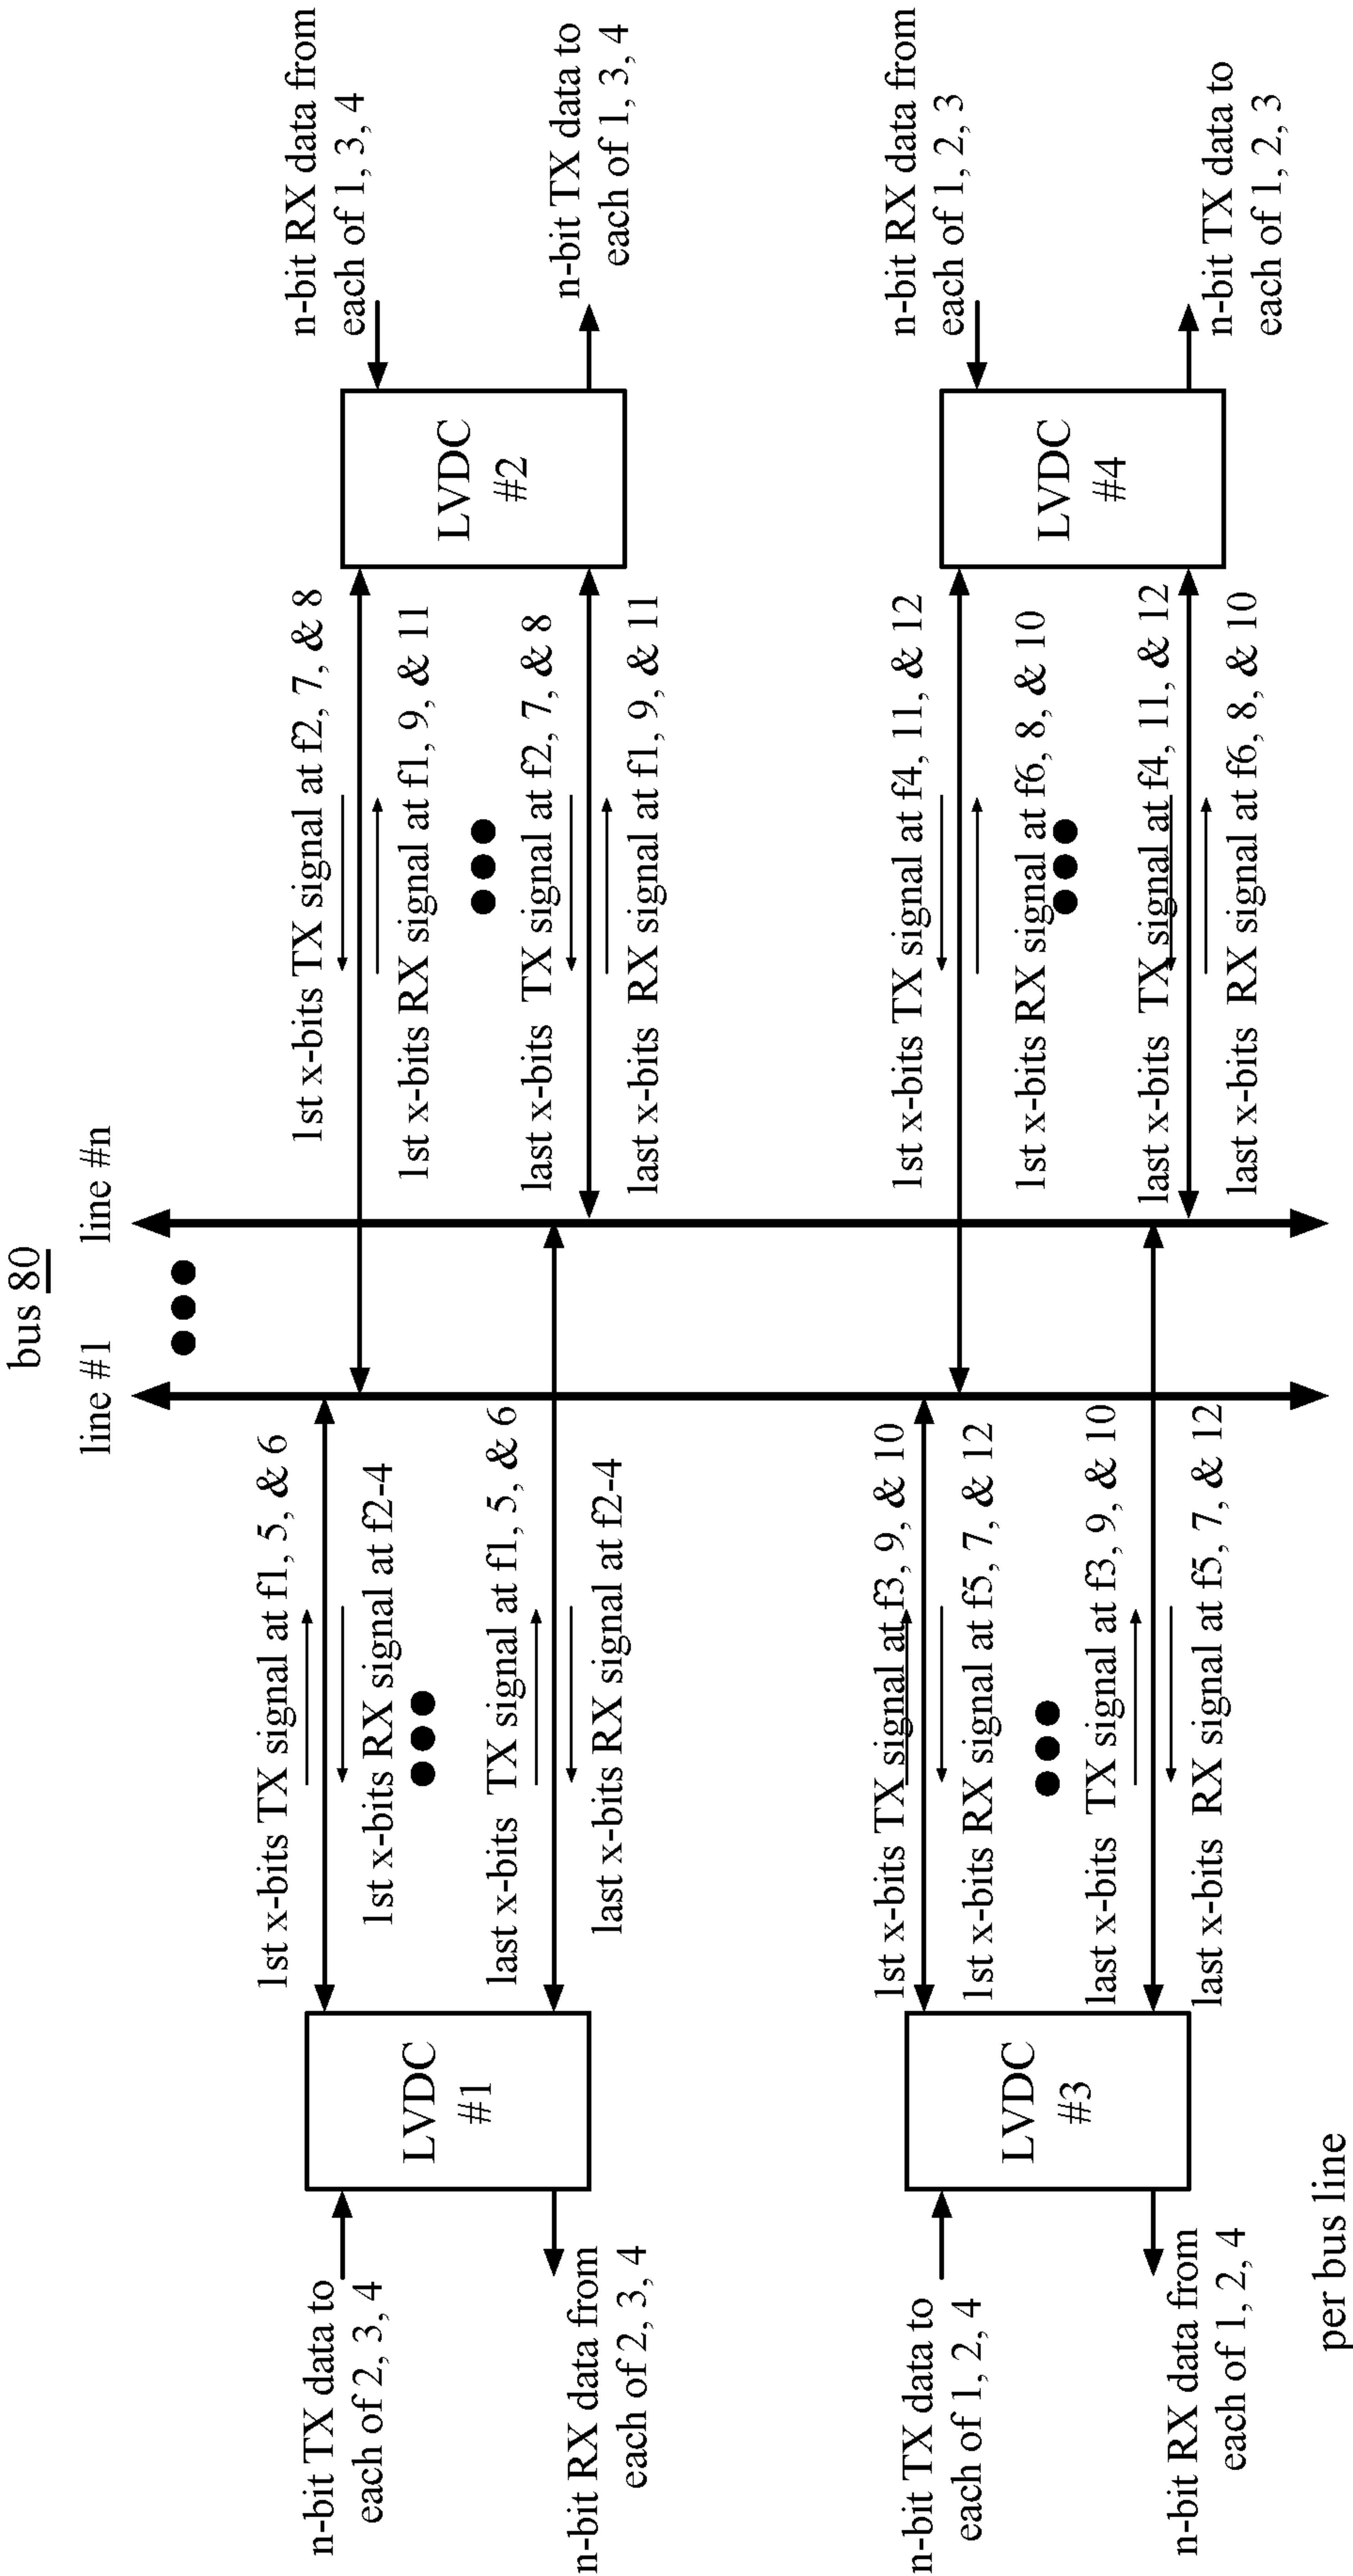 bus 80
line #1
line #n
n-bit TX data to
each of 2, 3, 4
n-bit RX data from
each of 2, 3, 4
LVDC
#1
1st x-bits TX signal at f1, 5, & 6
1st x-bits RX signal at f2-4
last x-bits TX signal at f1, 5, & 6
last x-bits RX signal at f2-4
1st x-bits TX signal at f2, 7, & 8
1st x-bits RX signal at f1, 9, & 11
last x-bits TX signal at f2, 7, & 8
last x-bits RX signal at f1, 9, & 11
LVDC
#2
n-bit RX data from
each of 1, 3, 4
n-bit TX data to
each of 1, 3, 4
n-bit TX data to
each of 1, 2, 4
n-bit RX data from
each of 1, 2, 4
LVDC
#3
1st x-bits TX signal at f3, 9, & 10
1st x-bits RX signal at f5, 7, & 12
last x-bits TX signal at f3, 9, & 10
last x-bits RX signal at f5, 7, & 12
1st x-bits TX signal at f4, 11, & 12
1st x-bits RX signal at f6, 8, & 10
last x-bits TX signal at f4, 11, & 12
last x-bits RX signal at f6, 8, & 10
LVDC
#4
n-bit RX data from
each of 1, 2, 3
n-bit TX data to
each of 1, 2, 3
per bus line